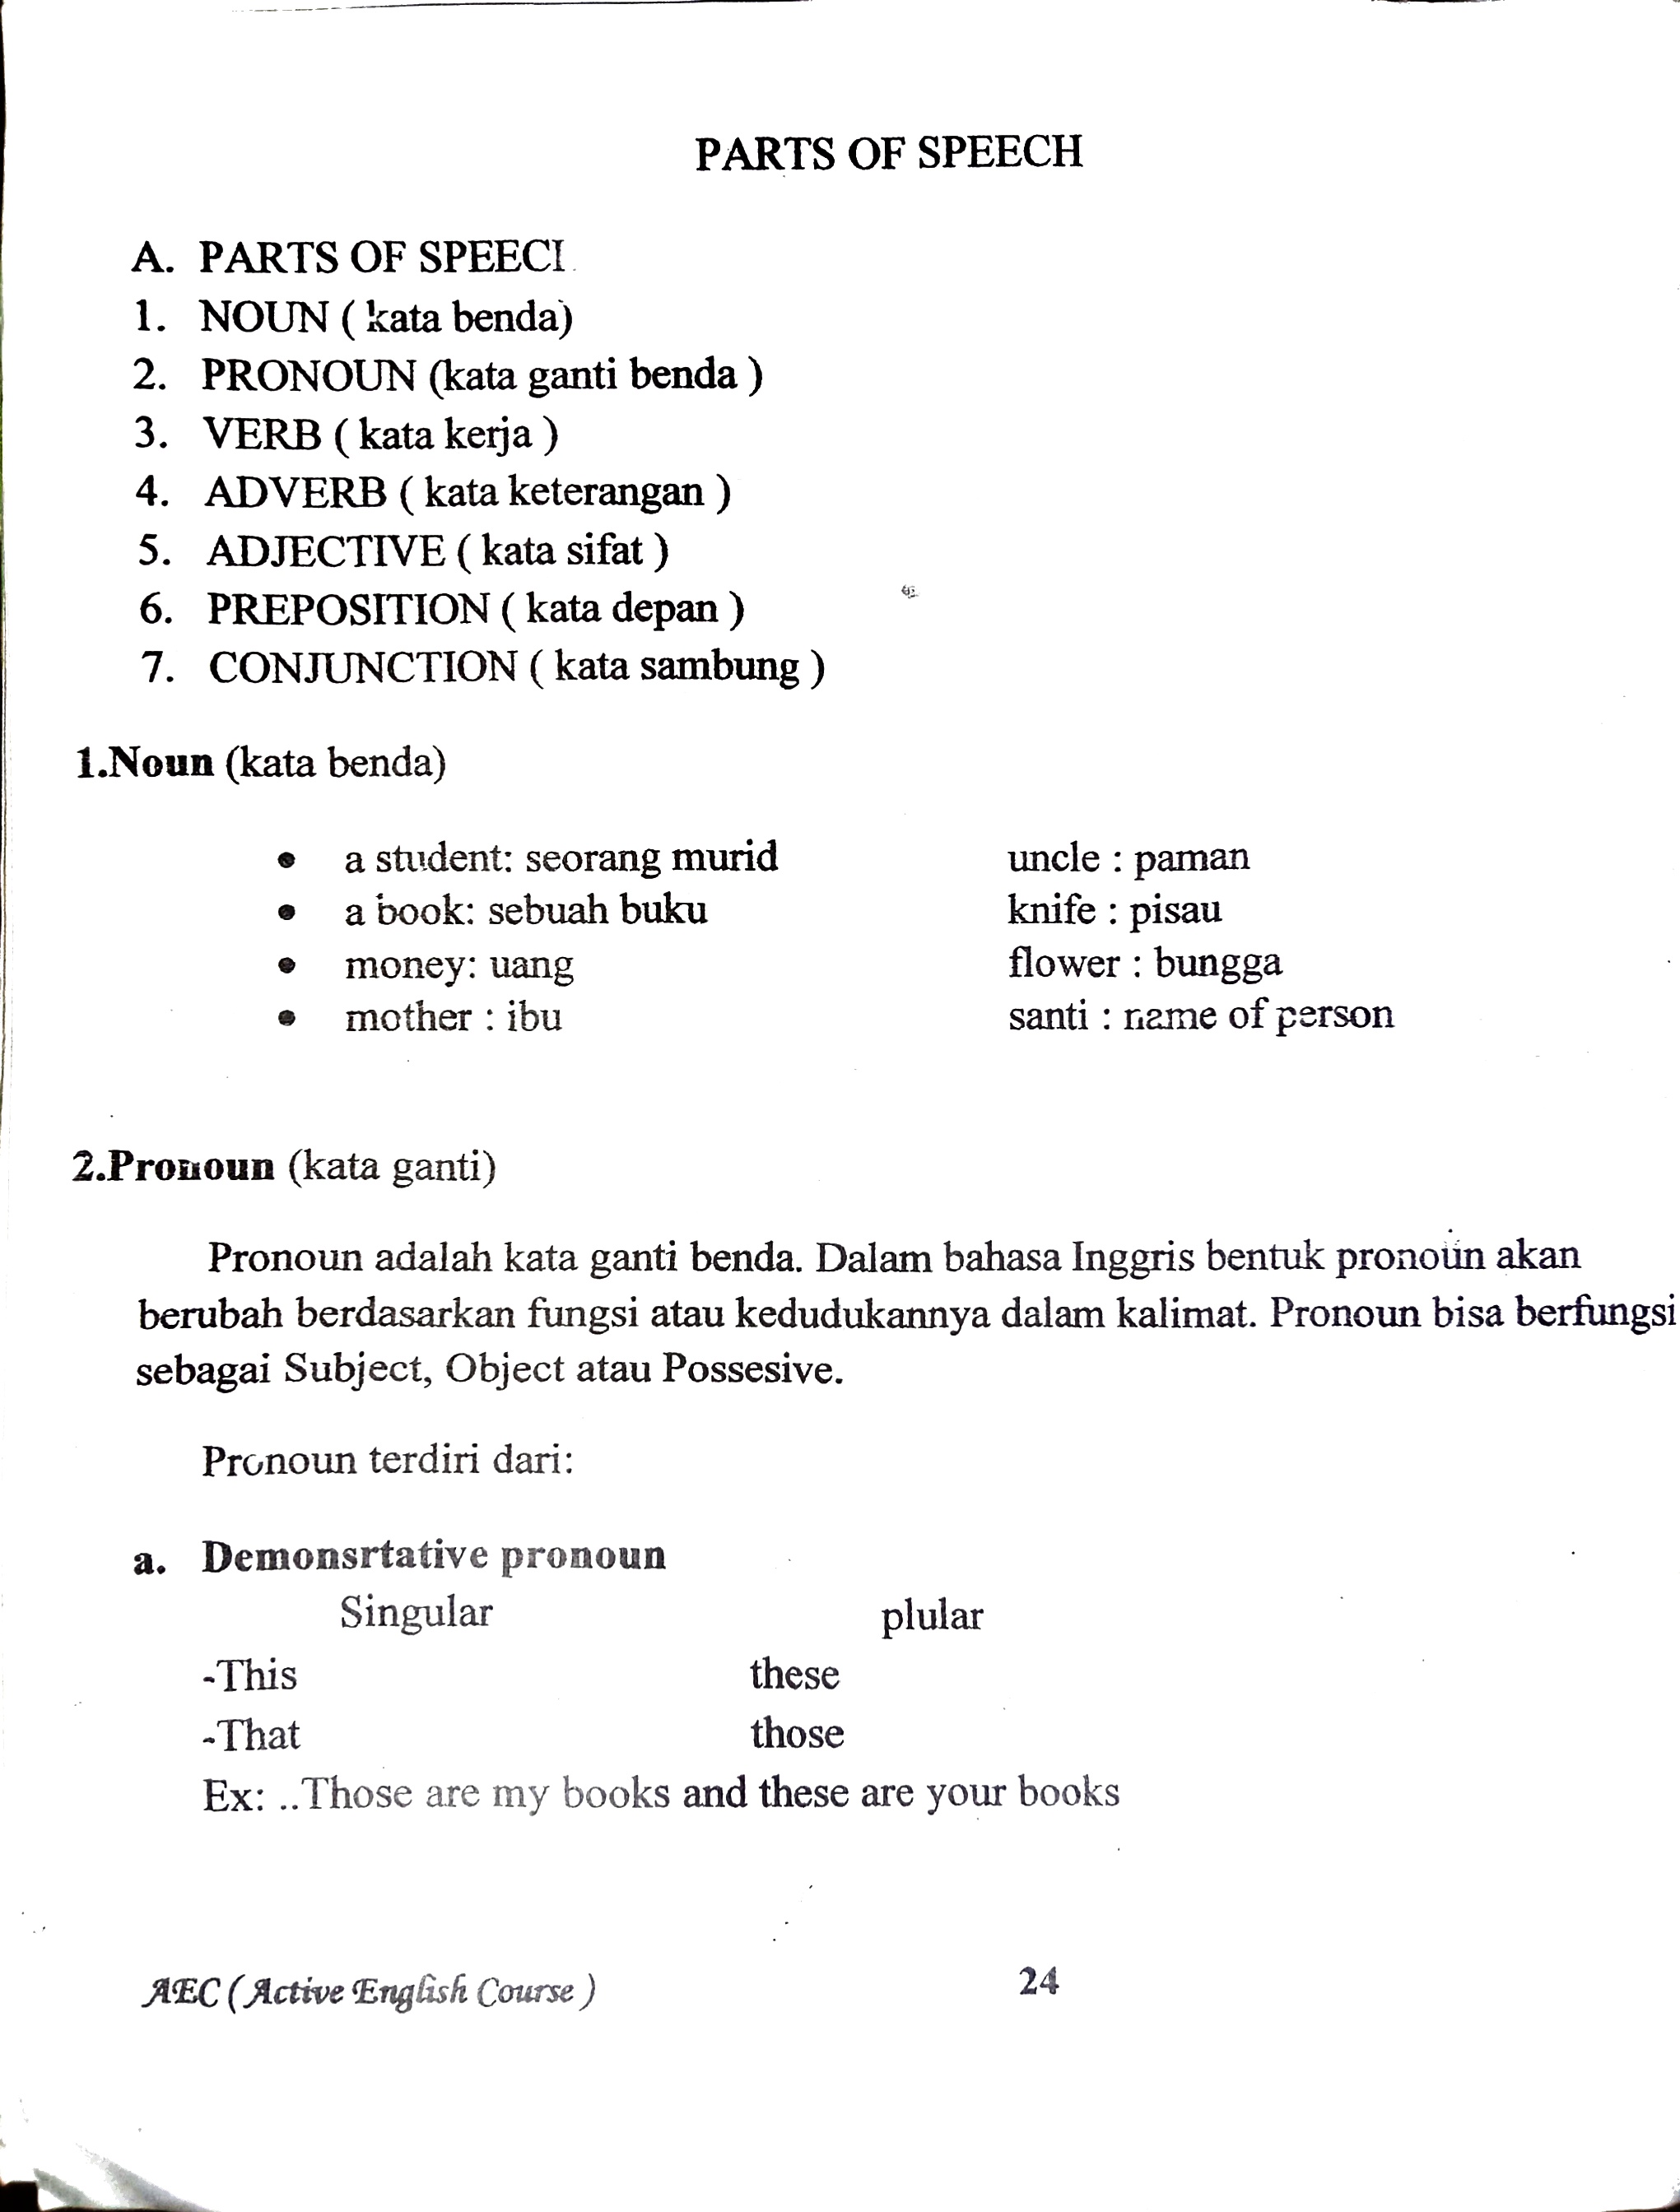 PARTS OF SPEECH
A. PARTS OF SPEECI
1. NOUN ( kata benda)
2. PRONOUN (kata ganti benda )
3. VERB ( kata kerja )
4. ADVERB ( kata keterangan )
5. ADJECTIVE ( kata sifat )
6. PREPOSITION ( kata depan )
7. CONJUNCTION ( kata sambung )
1.Noun (kata benda)
• a student: seorang murid uncle : paman
• a book: sebuah buku knife : pisau
• money: uang flower : bungga
• mother : ibu santi : name of person
2.Pronoun (kata ganti)
Pronoun adalah kata ganti benda. Dalam bahasa Inggris bentuk pronoun akan
berubah berdasarkan fungsi atau kedudukannya dalam kalimat. Pronoun bisa berfungsi
sebagai Subject, Object atau Possesive.
Pronoun terdiri dari:
a. Demonsrtative pronoun
Singular plular
-This these
-That those
Ex: ..Those are my books and these are your books
AEC ( Active English Course ) 24